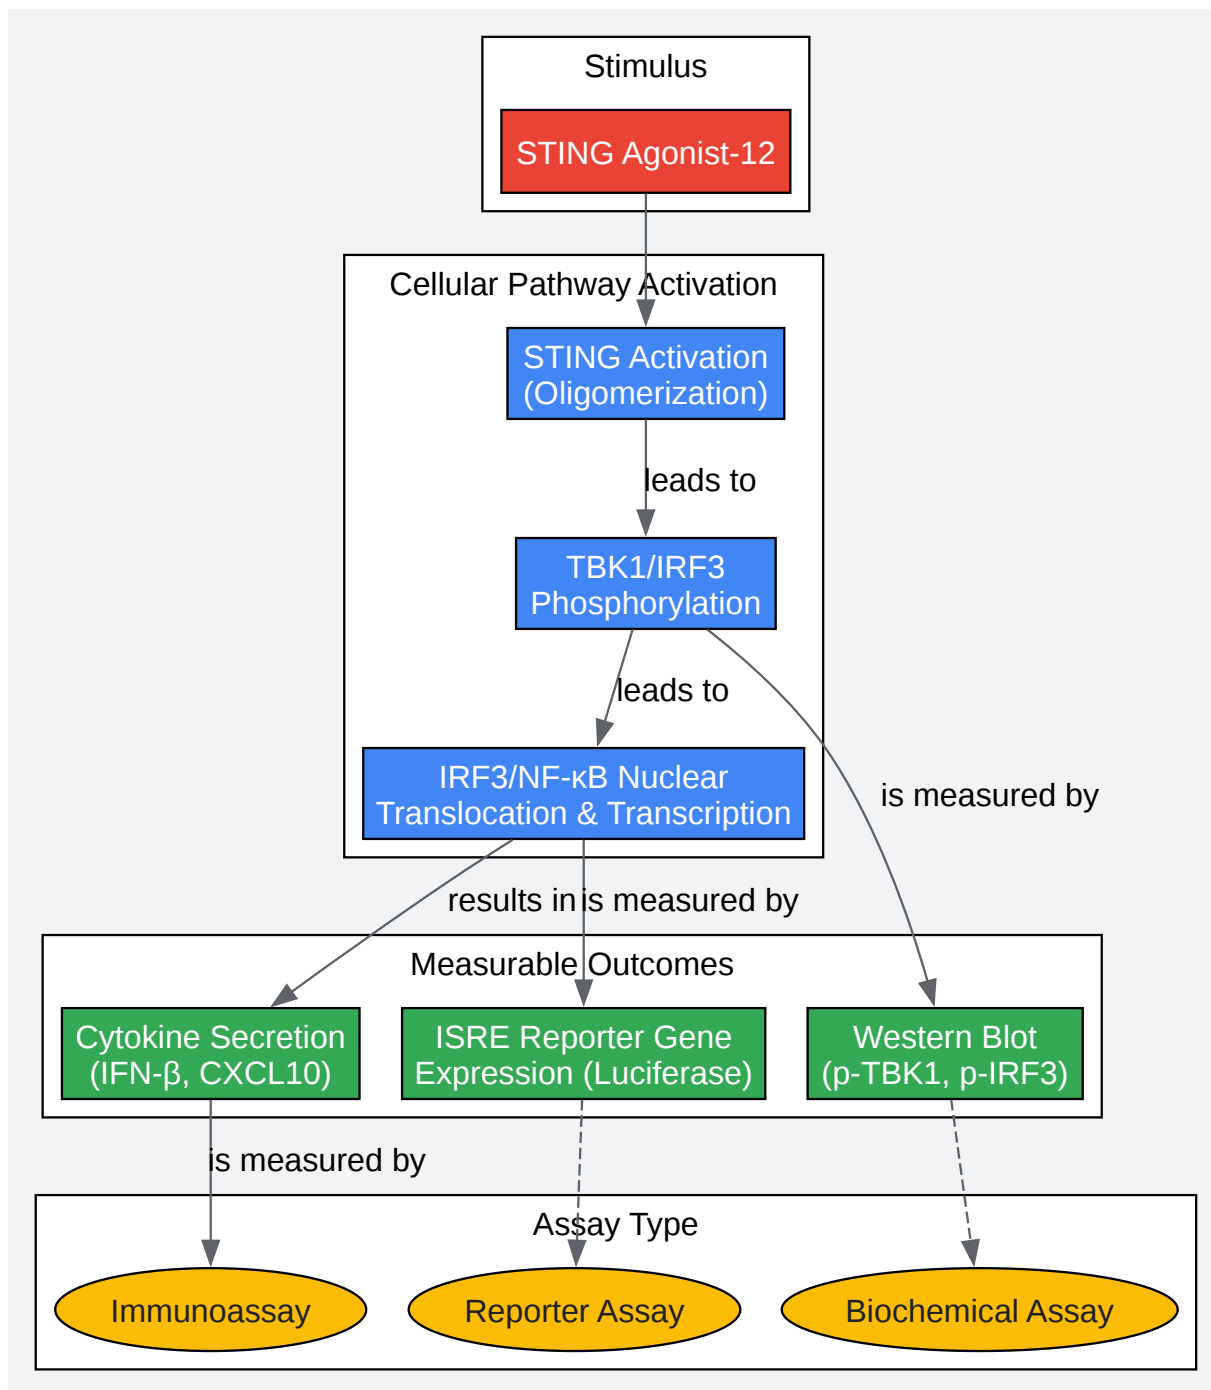 Stimulus
STING Agonist-12
Cellular Pathway Activation
STING Activation
(Oligomerization)
leads to
TBK1/IRF3
Phosphorylation
leads to
IRF3/NF-κB Nuclear
Translocation & Transcription
is measured by
results in
is measured by
Measurable Outcomes
Cytokine Secretion
(IFN-β, CXCL10)
ISRE Reporter Gene
Expression (Luciferase)
Western Blot
(p-TBK1, p-IRF3)
is measured by
Assay Type
Immunoassay
Reporter Assay
Biochemical Assay